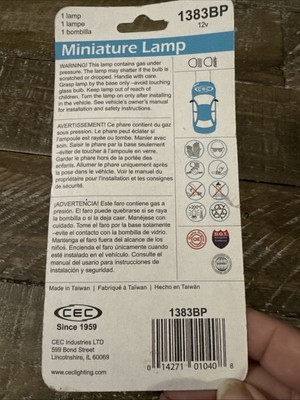 1 lamp
1 lampe
1 bombilla
1383BP
12v
Miniature Lamp
WARNING! This lamp contains gas under
pressure. The lamp may shatter if the bulb is
scratched or dropped. Handle with care.
Grasp lamp by the base only –avoid touching
glass bulb. Keep lamp out of reach of
children. Turn the lamp on only after installing
in the vehicle. See vehicle's owner's manual for
installation and safety instructions.
CEC
AVERTISSEMENT! Ce phare contient du gaz
sous pression. Le phare peut éclater si
l'ampoule est rayée ou tombe. Manier avec
soin. Saisir le phare par la base seulement
-éviter de toucher à l'ampoule en verre.
Garder le phare hors de la portée des
enfants. Allumer le phare uniquement après
la pose dans le véhicle. Voir le manuel du
propriétaire pour l'installation et les consignes
de sécurité.
¡ADVERTENCIA! Este faro contiene gas a
presión. El faro puede quebrarse si se raya
la bombilla o si la deja caer. Manéjese con
cuidado. Tome el faro por la base solamente
-evite el contacto con la bombilla de vidrio.
Mantenga el faro fuera del alcance de los
niños. Encienda el faro únicamente cuando
esté instalado en el vehículo. Consulte el
manual del usario para instrucciones de
instalación y seguridad.
D.O.T.
Made in Taiwan | Fabriqué à Taiwan | Hecho en Taiwán
CEC
Since 1959
CEC Industries LTD
599 Bond Street
Lincolnshire, IL 60069
www.ceclighting.com
1383BP
0 14271 01040 8